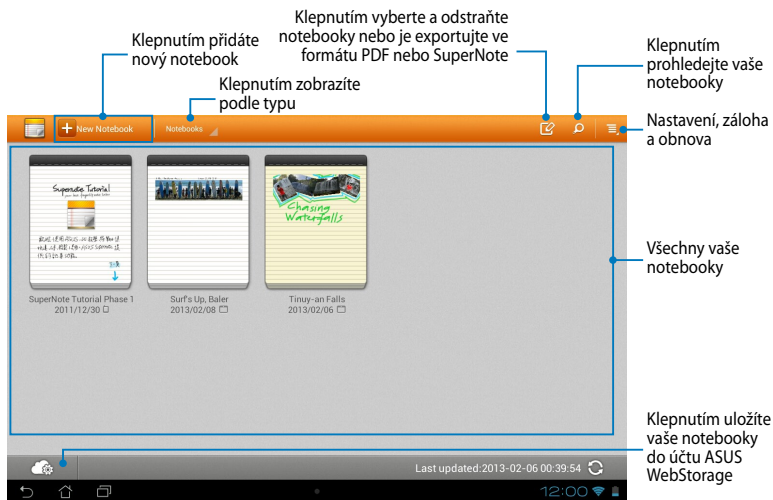 Klepnutím vyberte a odstraňte
notebooky nebo je exportujte ve
formátu PDF nebo SuperNote
Klepnutím přidáte
nový notebook
Klepnutím
prohledejte vaše
notebooky
Klepnutím zobrazíte
podle typu
Nastavení, záloha
a obnova
New Notebook
Notebooks
Supernote Tutorial
Chasing
Waterfalls
Všechny vaše
notebooky
SuperNote Tutorial Phase 1
2011/12/30
Surf's Up, Baler
2013/02/08
Tinuy-an Falls
2013/02/06
Klepnutím uložíte
vaše notebooky
do účtu ASUS
WebStorage
Last updated:2013-02-06 00:39:54
12:00